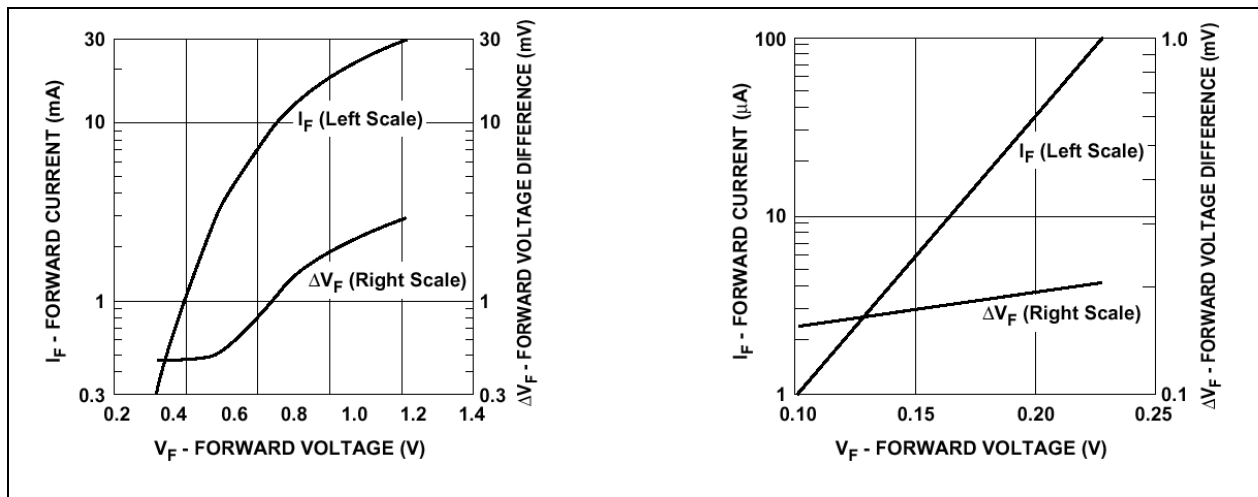 30
10
1
0.3
I_F - FORWARD CURRENT (mA)
I_F (Left Scale)
ΔV_F (Right Scale)
30
10
1
0.3
ΔV_F - FORWARD VOLTAGE DIFFERENCE (mV)
0.2 0.4 0.6 0.8 1.0 1.2 1.4
V_F - FORWARD VOLTAGE (V)
100
10
1
I_F - FORWARD CURRENT (μA)
I_F (Left Scale)
ΔV_F (Right Scale)
1.0
0.1
ΔV_F - FORWARD VOLTAGE DIFFERENCE (mV)
0.10 0.15 0.20 0.25
V_F - FORWARD VOLTAGE (V)